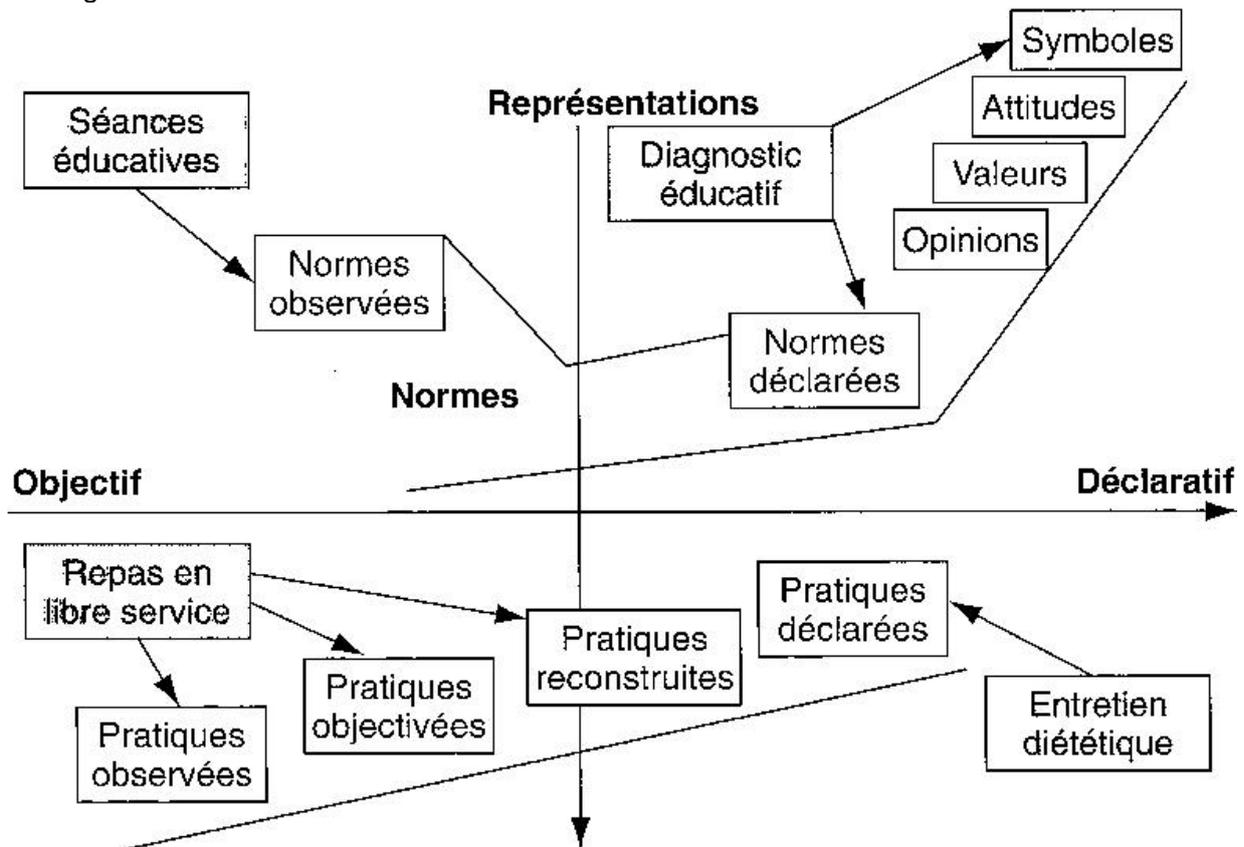 Symboles
Représentations
Séances
éducatives
Attitudes
Diagnostic
éducatif
Valeurs
Opinions
Normes
observées
Normes
déclarées
Normes
Objectif
Déclaratif
Repas en
libre service
Pratiques
déclarées
Pratiques
reconstruites
Pratiques
objectivées
Entretien
diététique
Pratiques
observées